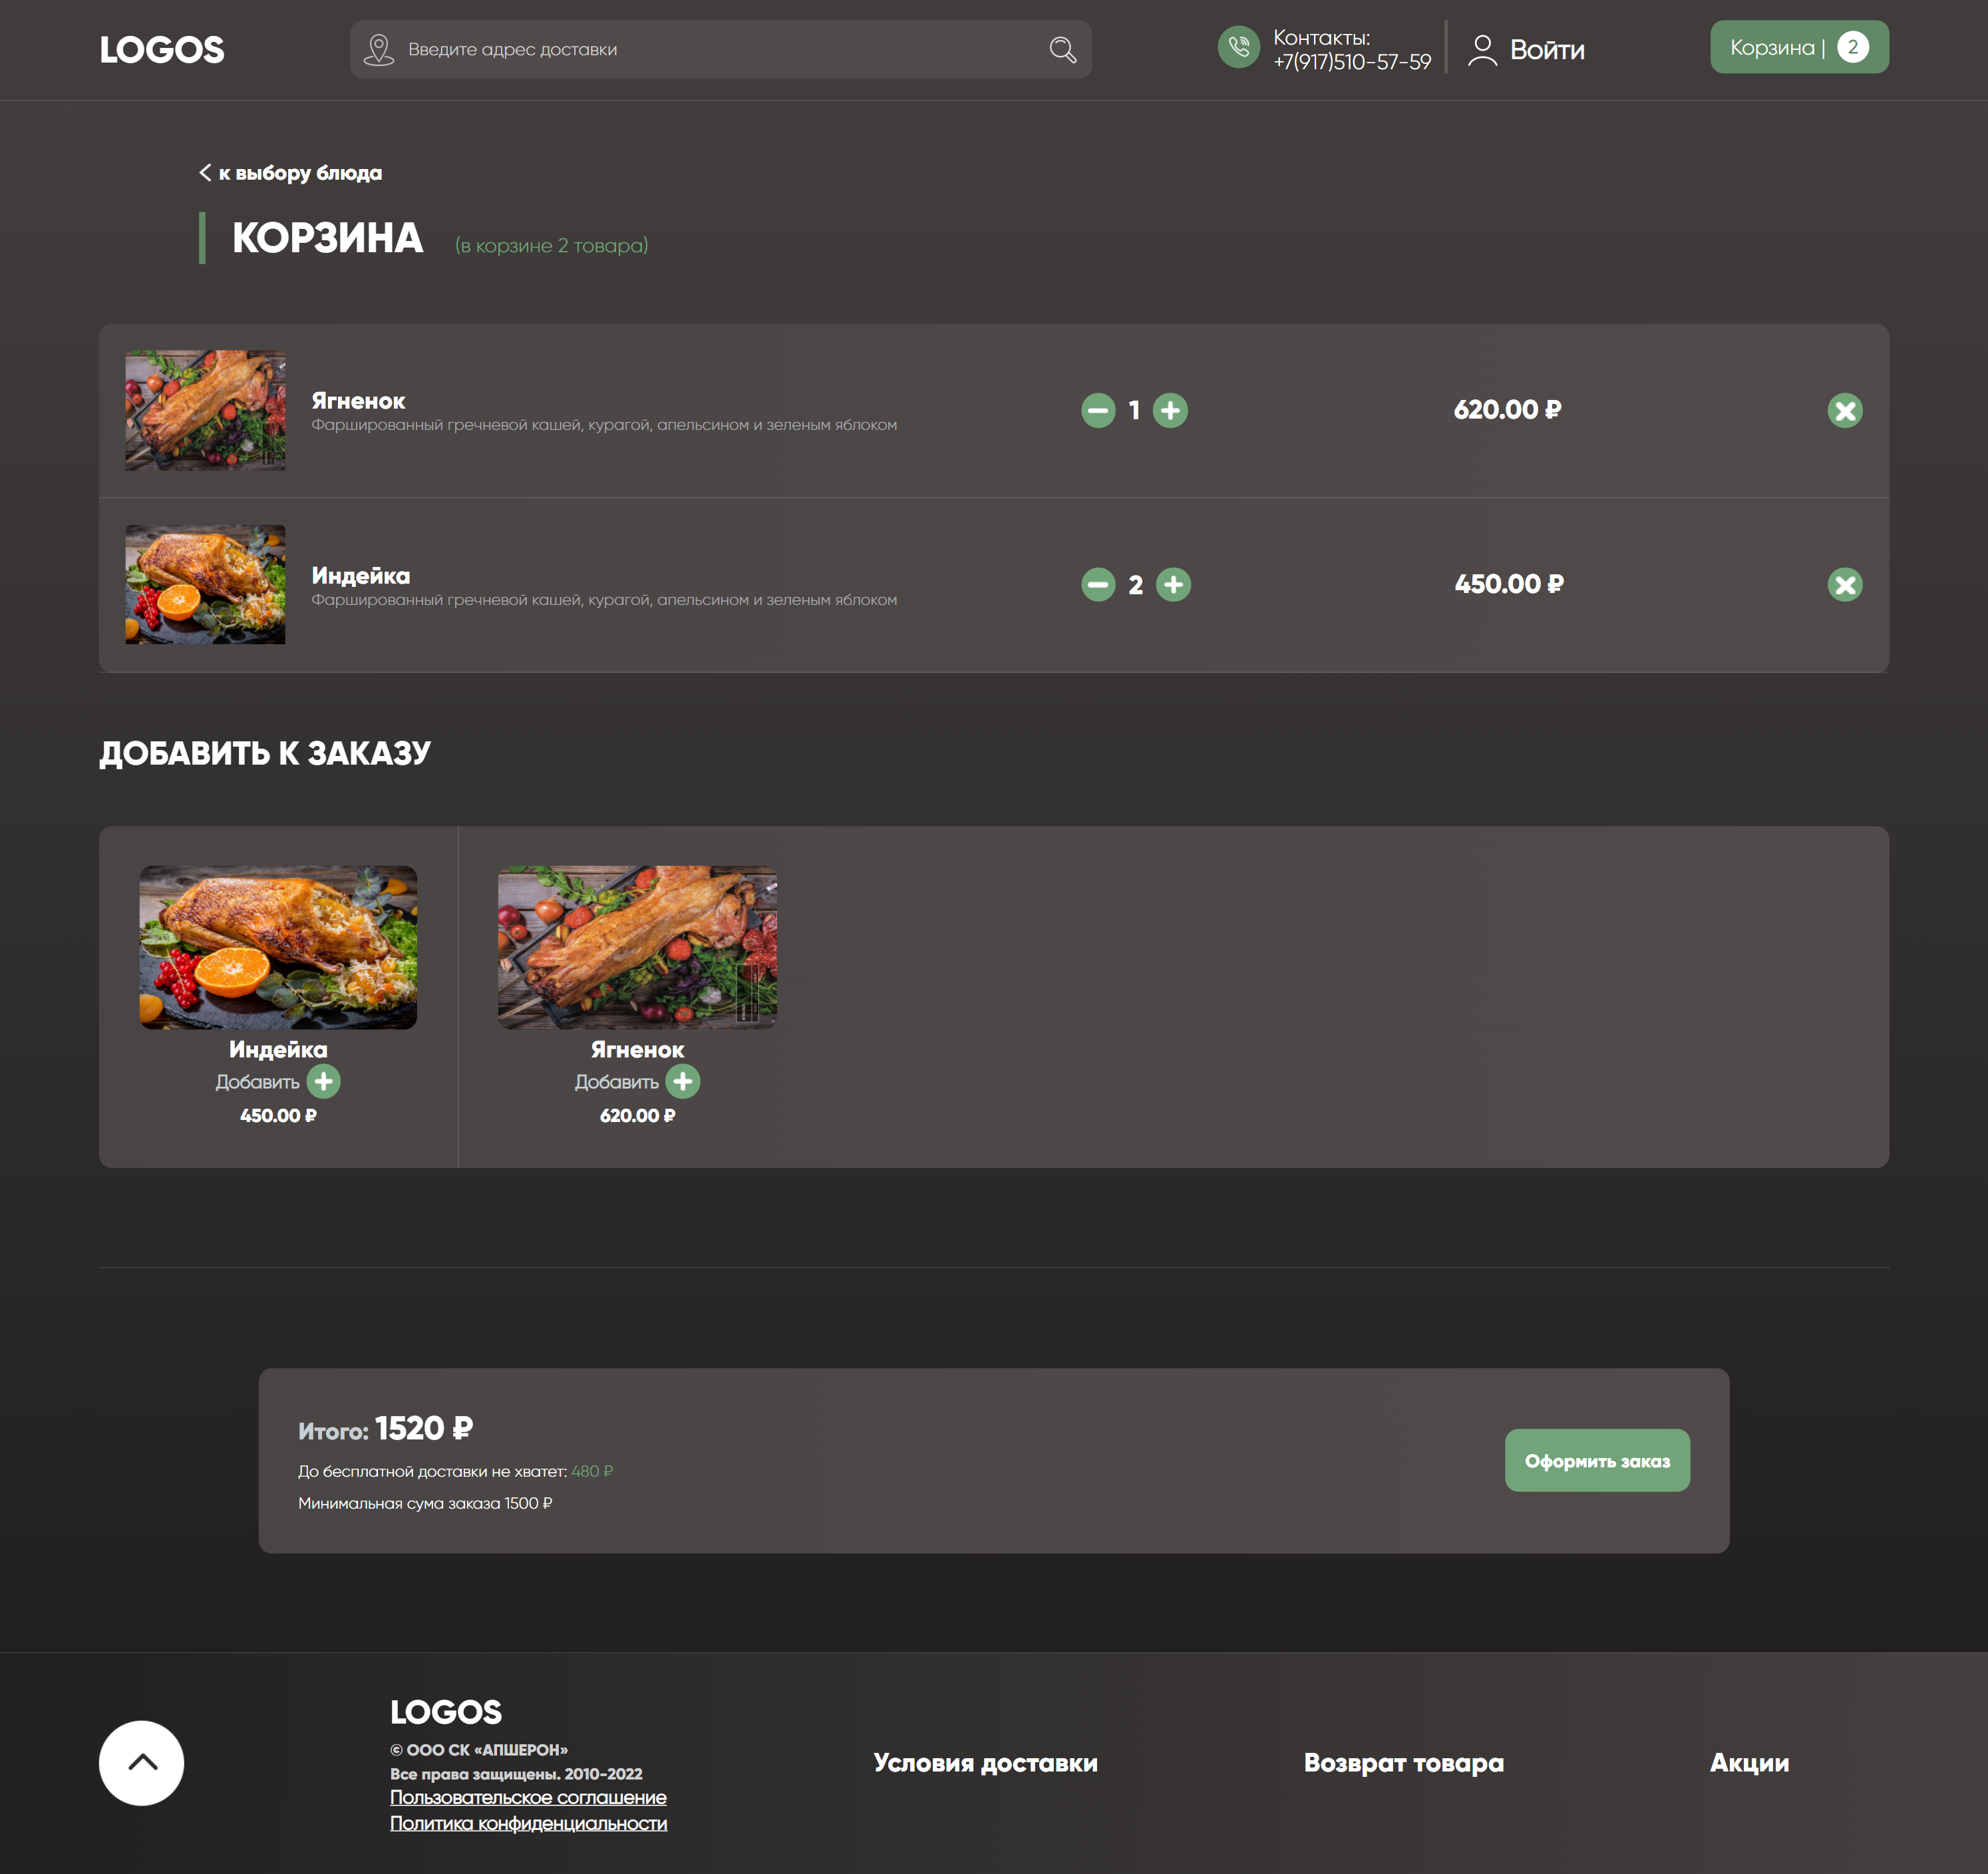 LOGOS
Введите адрес доставки
Контакты:
+7(917)510-57-59
Войти
Корзина | 2
к выбору блюда
КОРЗИНА (в корзине 2 товара)
Ягненок
Фаршированный гречневой кашей, курагой, апельсином и зеленым яблоком
1
620.00 ₽
Индейка
Фаршированный гречневой кашей, курагой, апельсином и зеленым яблоком
2
450.00 ₽
ДОБАВИТЬ К ЗАКАЗУ
Индейка
Добавить
450.00 ₽
Ягненок
Добавить
620.00 ₽
Итого: 1520 ₽
До бесплатной доставки не хватет: 480 ₽
Минимальная сума заказа 1500 ₽
Оформить заказ
LOGOS
© ООО СК «АПШЕРОН»
Все права защищены. 2010-2022
Пользовательское соглашение
Политика конфиденциальности
Условия доставки
Возврат товара
Акции